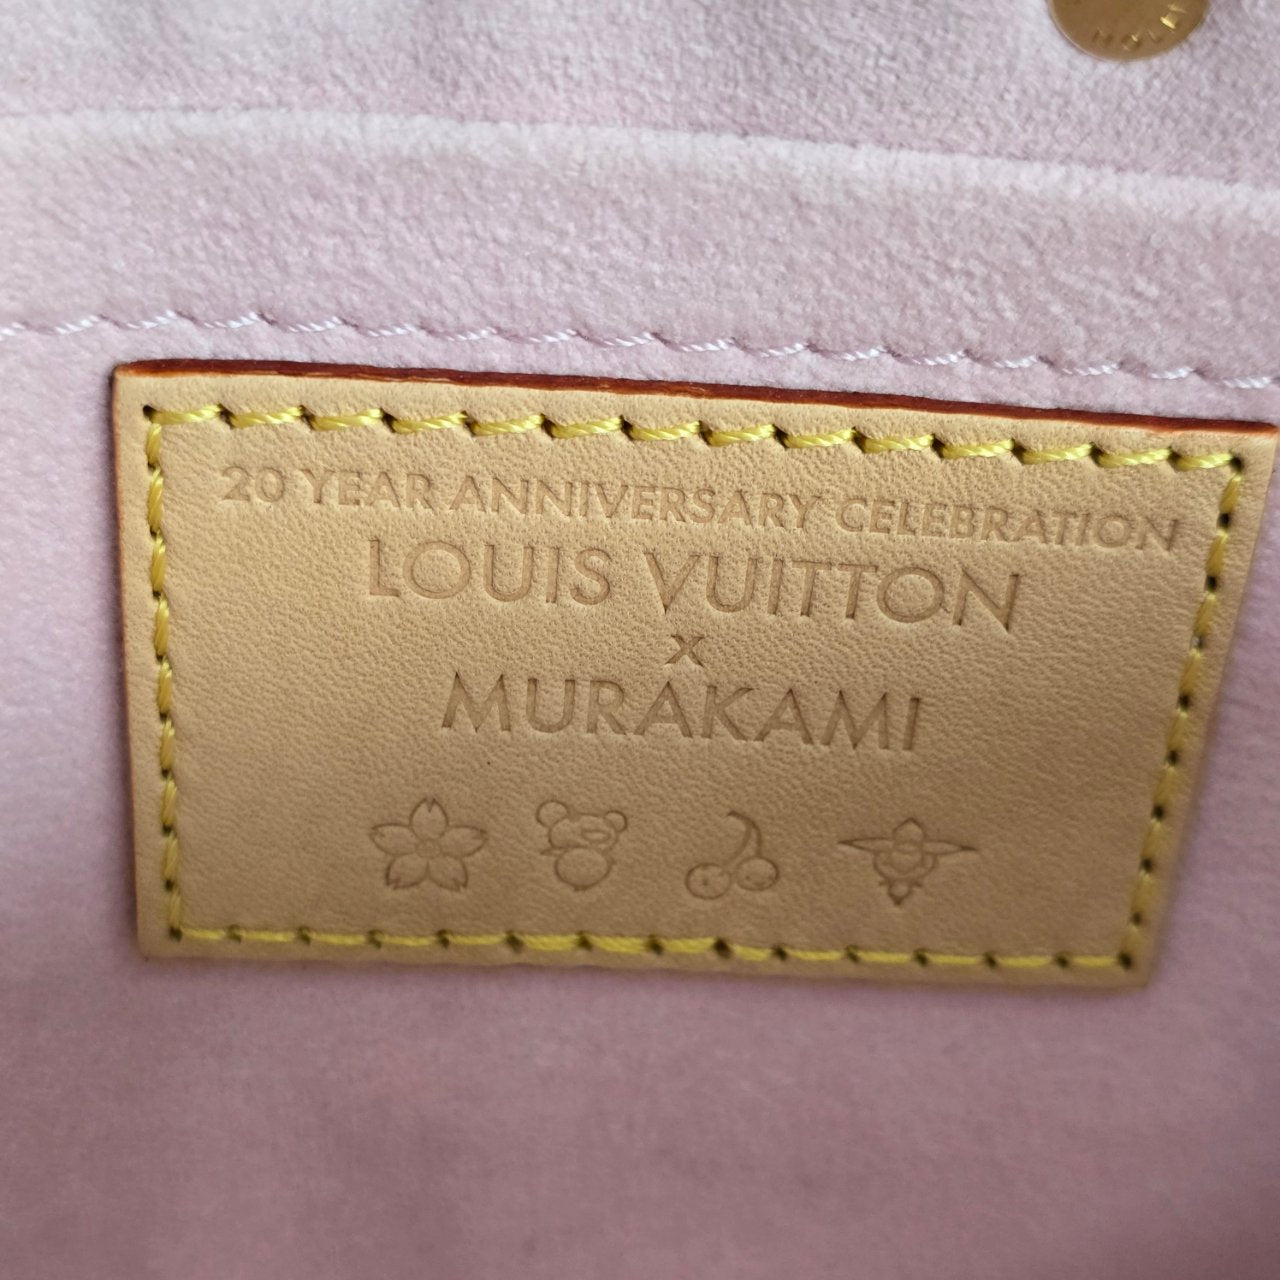 20 YEAR ANNIVERSARY CELEBRATION
LOUIS VUITTON
x
MURAKAMI